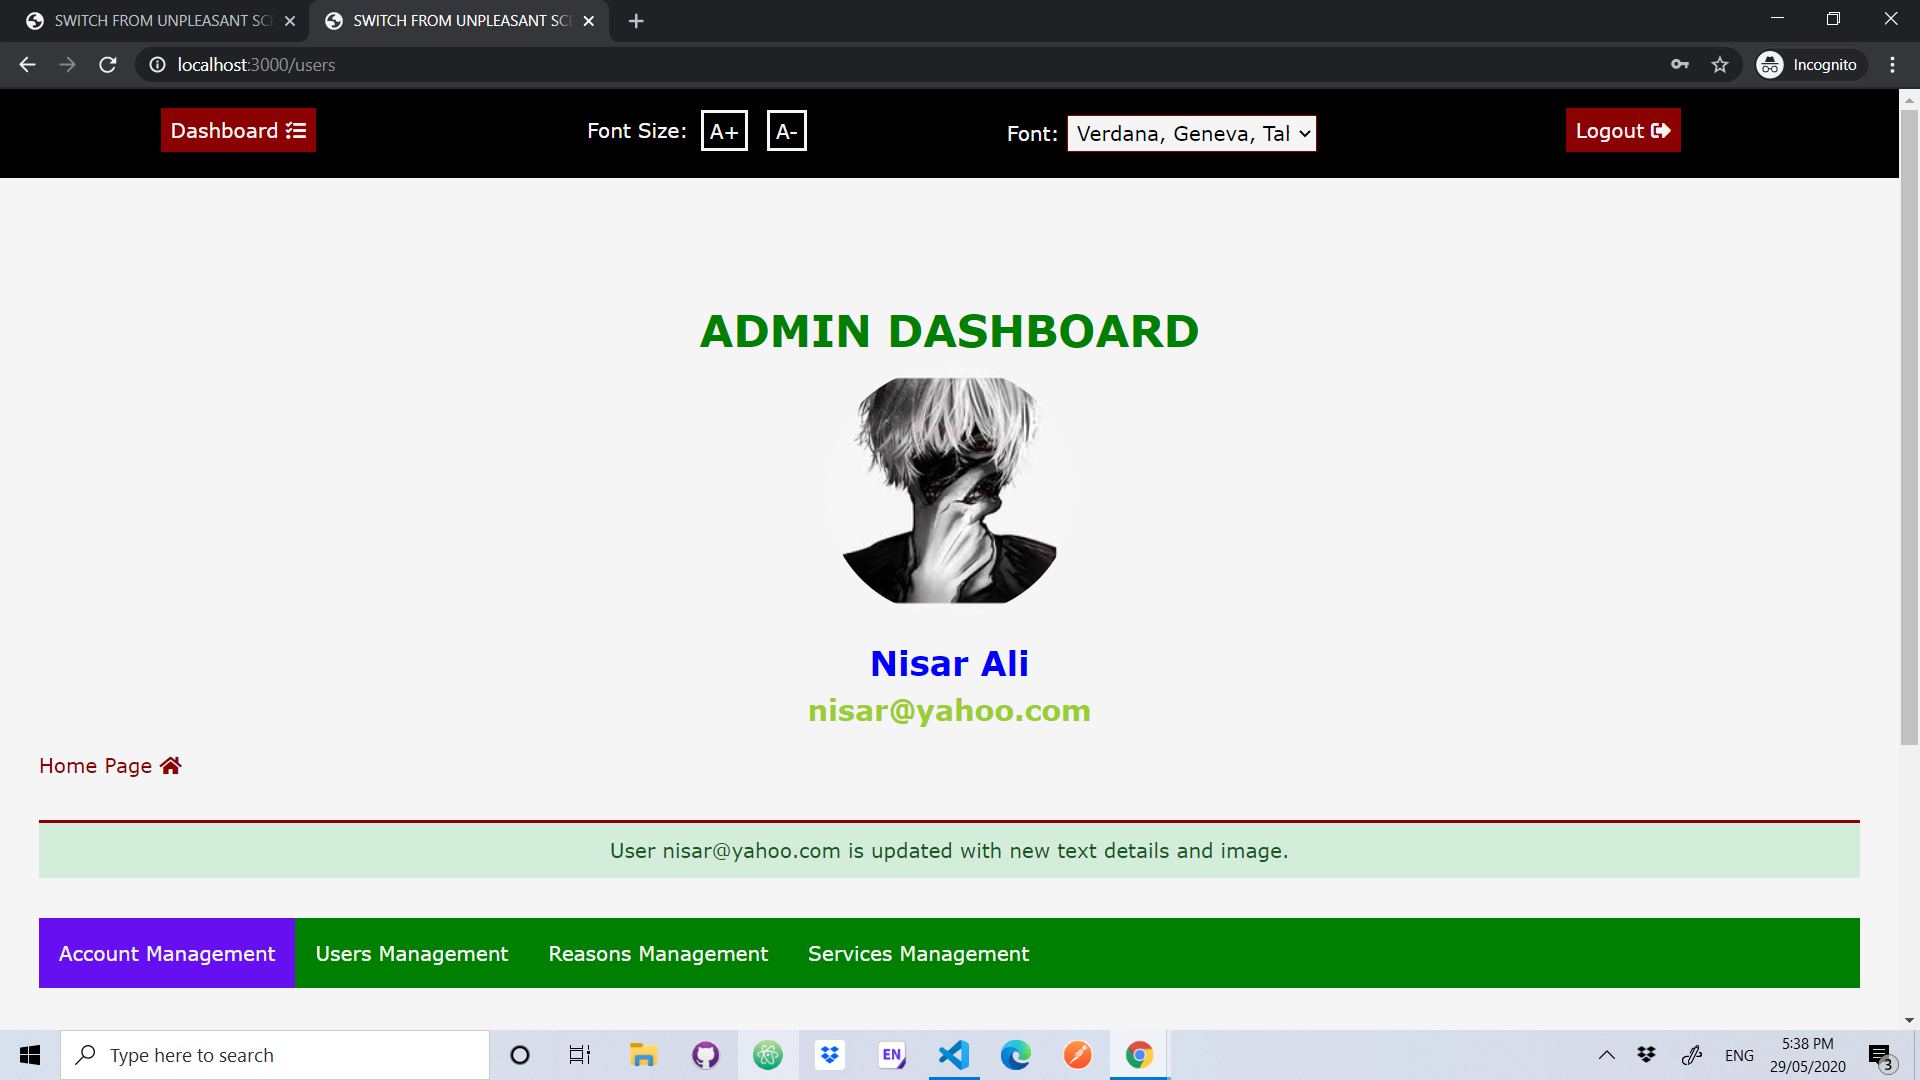 SWITCH FROM UNPLEASANT SC
SWITCH FROM UNPLEASANT SC
localhost:3000/users
Incognito
Dashboard
Font Size: A+ A-
Font: Verdana, Geneva, Tal
Logout
ADMIN DASHBOARD
Nisar Ali
nisar@yahoo.com
Home Page
User nisar@yahoo.com is updated with new text details and image.
Account Management Users Management Reasons Management Services Management
Type here to search
EN
ENG
5:38 PM
29/05/2020
3